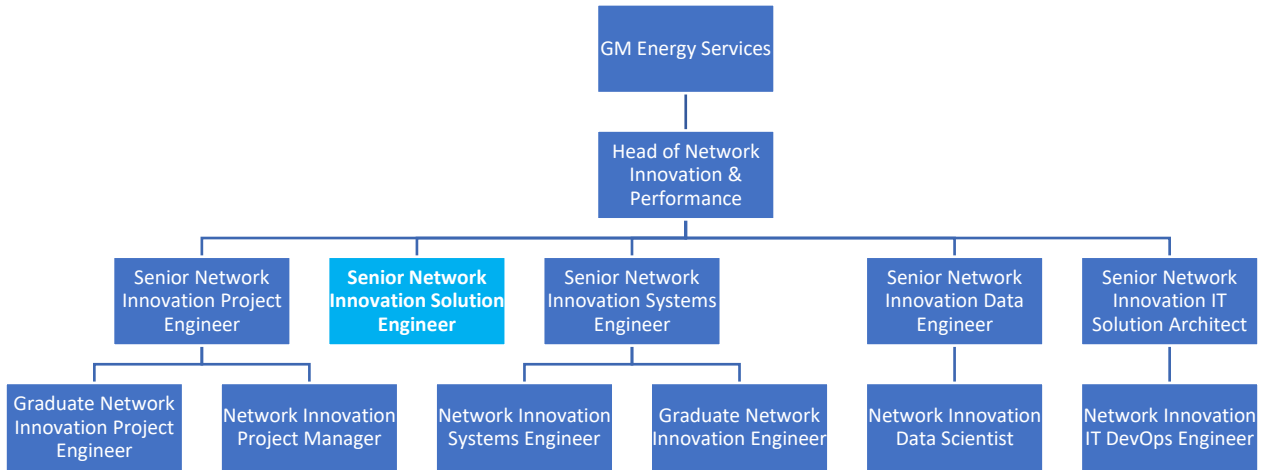 GM Energy Services
Head of Network
Innovation &
Performance
Senior Network
Innovation Project
Engineer
Senior Network
Innovation Solution
Engineer
Senior Network
Innovation Systems
Engineer
Senior Network
Innovation Data
Engineer
Senior Network
Innovation IT
Solution Architect
Graduate Network
Innovation Project
Engineer
Network Innovation
Project Manager
Network Innovation
Systems Engineer
Graduate Network
Innovation Engineer
Network Innovation
Data Scientist
Network Innovation
IT DevOps Engineer